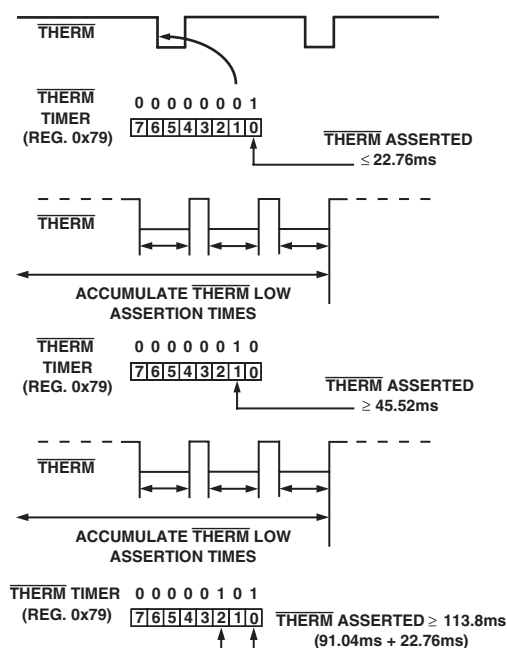 THERM
THERM
TIMER
(REG. 0x79)
0 0 0 0 0 0 0 1
7 6 5 4 3 2 1 0
THERM ASSERTED
≤ 22.76ms
THERM
ACCUMULATE THERM LOW
ASSERTION TIMES
THERM
TIMER
(REG. 0x79)
0 0 0 0 0 0 1 0
7 6 5 4 3 2 1 0
THERM ASSERTED
≥ 45.52ms
THERM
ACCUMULATE THERM LOW
ASSERTION TIMES
THERM TIMER
(REG. 0x79)
0 0 0 0 0 1 0 1
7 6 5 4 3 2 1 0
THERM ASSERTED ≥ 113.8ms
(91.04ms + 22.76ms)